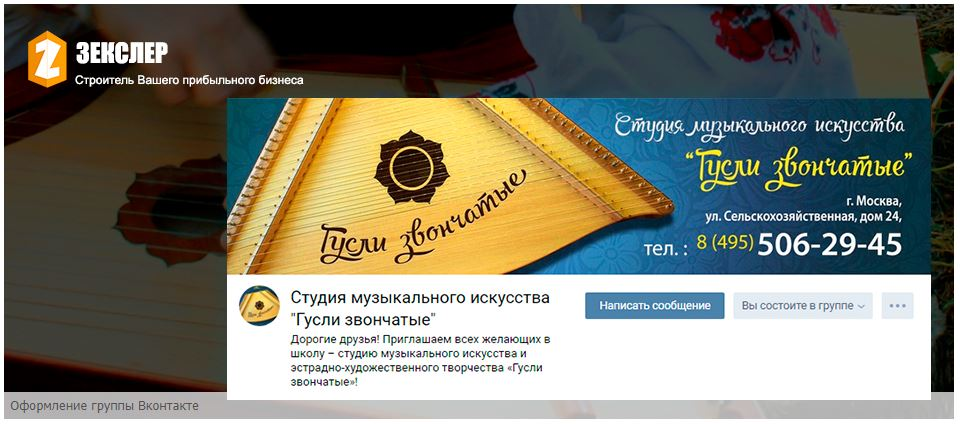 ЗЕКСЛЕР
Строитель Вашего прибыльного бизнеса
Студия музыкального искусства
"Гусли звончатые"
г. Москва,
ул. Сельскохозяйственная, дом 24,
тел. : 8 (495) 506-29-45
Гусли звончатые
Студия музыкального искусства
"Гусли звончатые"
Написать сообщение
Вы состоите в группе
Дорогие друзья! Приглашаем всех желающих в
школу – студию музыкального искусства и
эстрадно-художественного творчества «Гусли
звончатые»!
Оформление группы Вконтакте